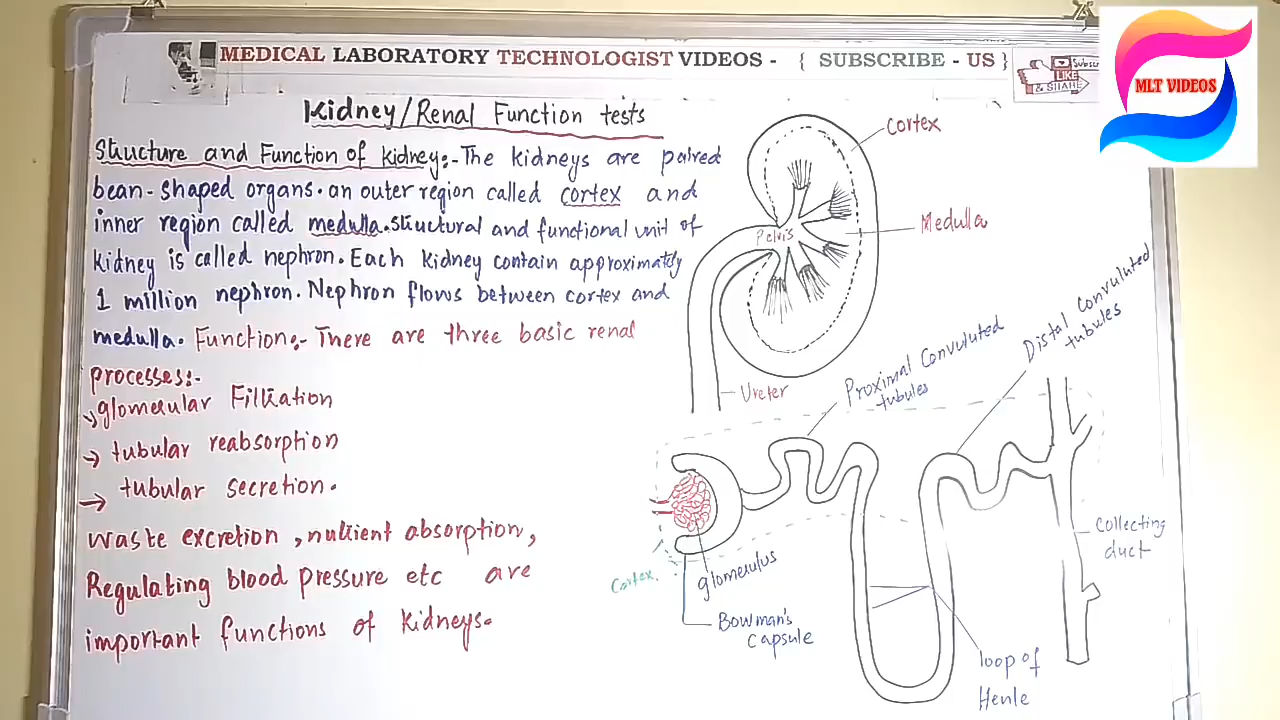 MEDICAL LABORATORY TECHNOLOGIST VIDEOS - { SUBSCRIBE - US }
LIKE
& SHARE
MLT VIDEOS
Kidney/Renal Function tests
Structure and Function of kidney:- The kidneys are paired
bean-shaped organs. an outer region called cortex and
inner region called medulla. Structural and functional unit of
kidney is called nephron. Each kidney contain approximately
1 million nephron. Nephron flows between cortex and
medulla. Function:- There are three basic renal
processes:-
→ glomerular Filtration
→ tubular reabsorption
→ tubular secretion.
waste excretion, nutrient absorption,
Regulating blood pressure etc are
important functions of kidneys.
Cortex
Medulla
Pelvis
Ureter
Proximal Convuluted
tubules
Distal Convuluted
tubules
Collecting
duct
Cortex.
glomerulus
Bowman's
capsule
loop of
Henle